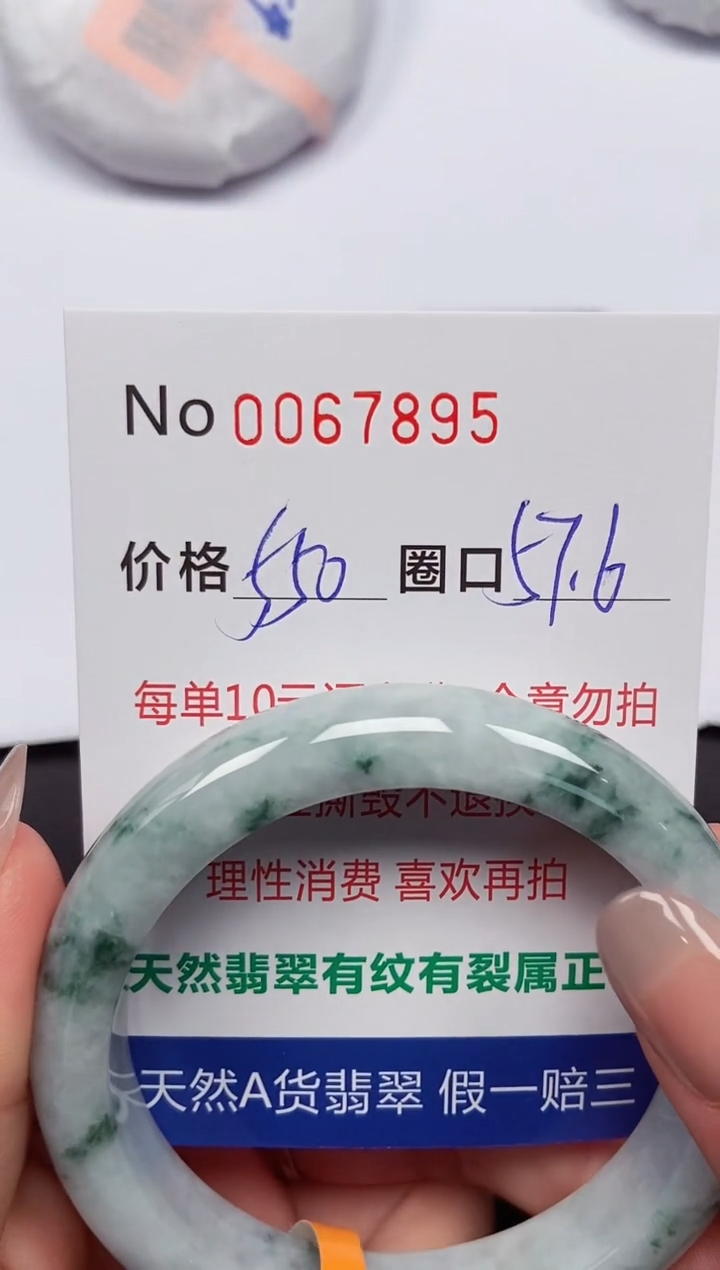 No 0067895
价格 550 圈口 57.6
每单10元 勿拍
撕毁不退换
理性消费 喜欢再拍
天然翡翠有纹有裂属正
天然A货翡翠 假一赔三